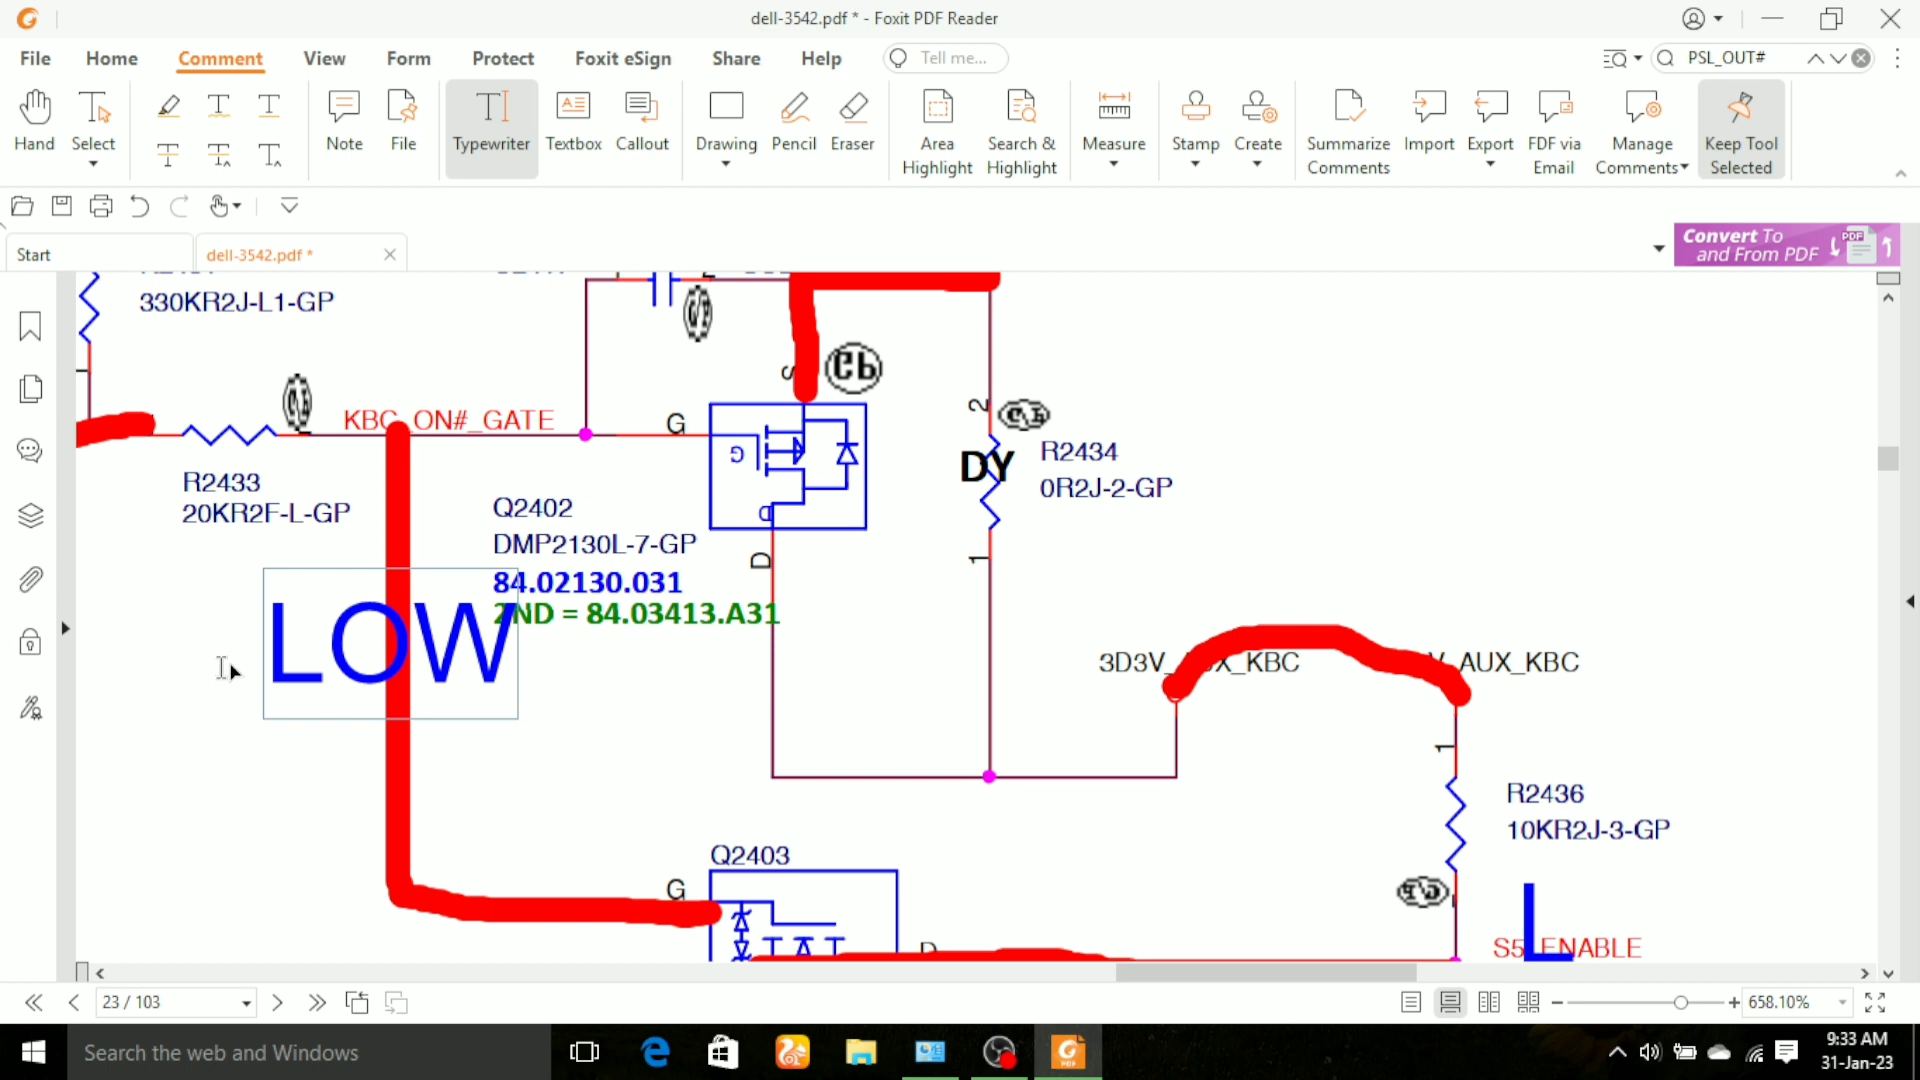 dell-3542.pdf * - Foxit PDF Reader
File Home Comment View Form Protect Foxit eSign Share Help Tell me... PSL_OUT#
Hand Select Note File Typewriter Textbox Callout Drawing Pencil Eraser Area Highlight Search & Highlight Measure Stamp Create Summarize Comments Import Export FDF via Email Manage Comments Keep Tool Selected
Start dell-3542.pdf *
Convert To and From PDF
330KR2J-L1-GP
S
KBC_ON#_GATE
G
2
R2434
DY
0R2J-2-GP
R2433
20KR2F-L-GP
G
Q2402
DMP2130L-7-GP
D
D
1
84.02130.031
2ND = 84.03413.A31
LOW
3D3V_AUX_KBC
V_AUX_KBC
1
R2436
10KR2J-3-GP
Q2403
G
D
L
S5_ENABLE
23 / 103
658.10%
Search the web and Windows
9:33 AM
31-Jan-23